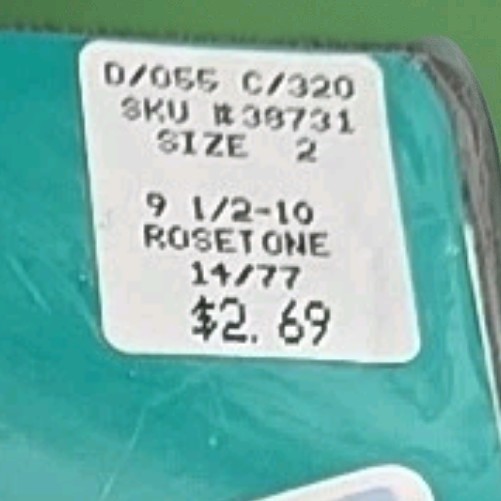 D/055 C/320
SKU #38731
SIZE 2
9 1/2-10
ROSETONE
14/77
$2.69